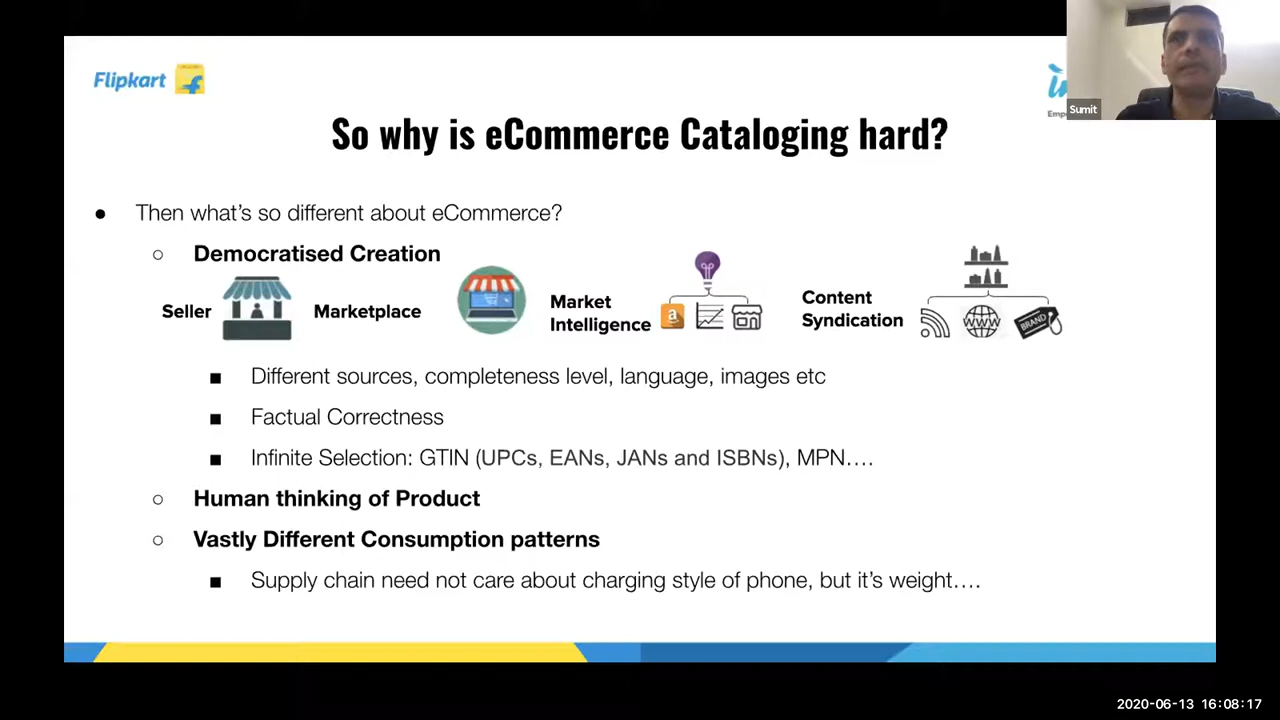 Flipkart
Sumit
So why is eCommerce Cataloging hard?
Then what's so different about eCommerce?
Democratised Creation
Seller
Marketplace
Market
Intelligence
a
WWW
BRAND
Content
Syndication
Different sources, completeness level, language, images etc
Factual Correctness
Infinite Selection: GTIN (UPCs, EANs, JANs and ISBNs), MPN....
Human thinking of Product
Vastly Different Consumption patterns
Supply chain need not care about charging style of phone, but it's weight....
2020-06-13 16:08:17